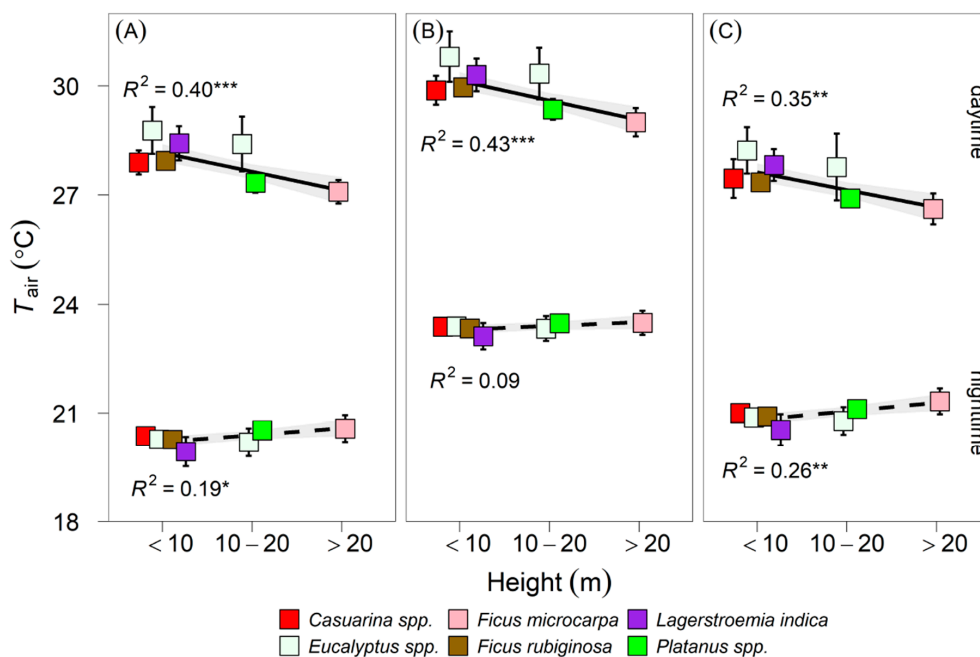 (A)
(B)
(C)
R² = 0.40***
R² = 0.43***
R² = 0.35**
R² = 0.19*
R² = 0.09
R² = 0.26**
daytime
nighttime
30
27
24
21
18
T air (°C)
< 10 10 – 20 > 20
< 10 10 – 20 > 20
< 10 10 – 20 > 20
Height (m)
Casuarina spp. Ficus microcarpa Lagerstroemia indica
Eucalyptus spp. Ficus rubiginosa Platanus spp.